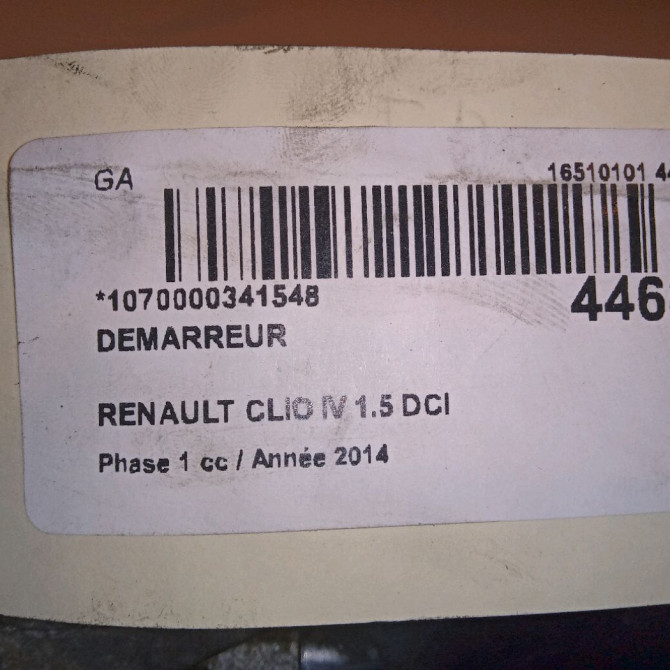 GA
16510101 44
*1070000341548
446
DEMARREUR
RENAULT CLIO IV 1.5 DCI
Phase 1 cc / Année 2014